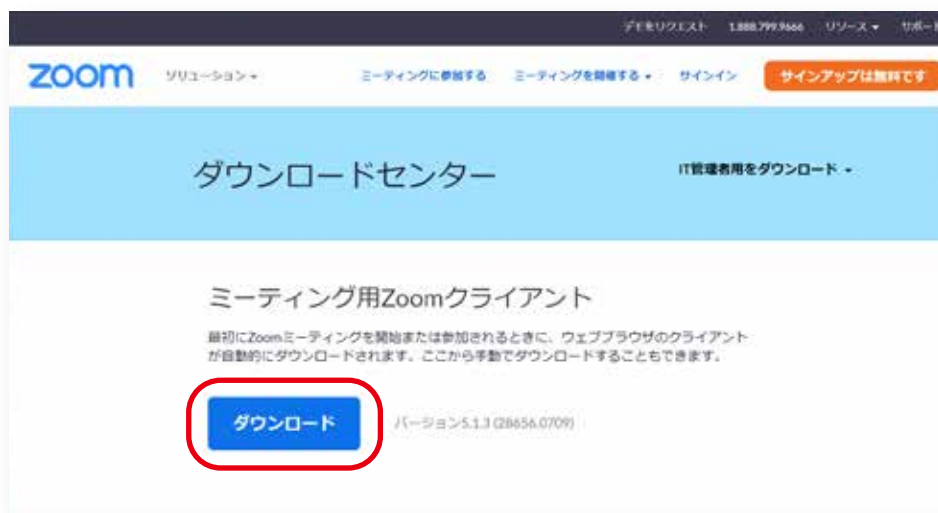 デモをリクエスト 1.888.799.9666 リソース サポート
zoom ソリューション ミーティングに参加する ミーティングを開催する サインイン サインアップは無料です
ダウンロードセンター IT管理者用をダウンロード
ミーティング用Zoomクライアント
最初にZoomミーティングを開始または参加されるときに、ウェブブラウザのクライアント
が自動的にダウンロードされます。ここから手動でダウンロードすることもできます。
ダウンロード バージョン5.1.3 (28656.0709)